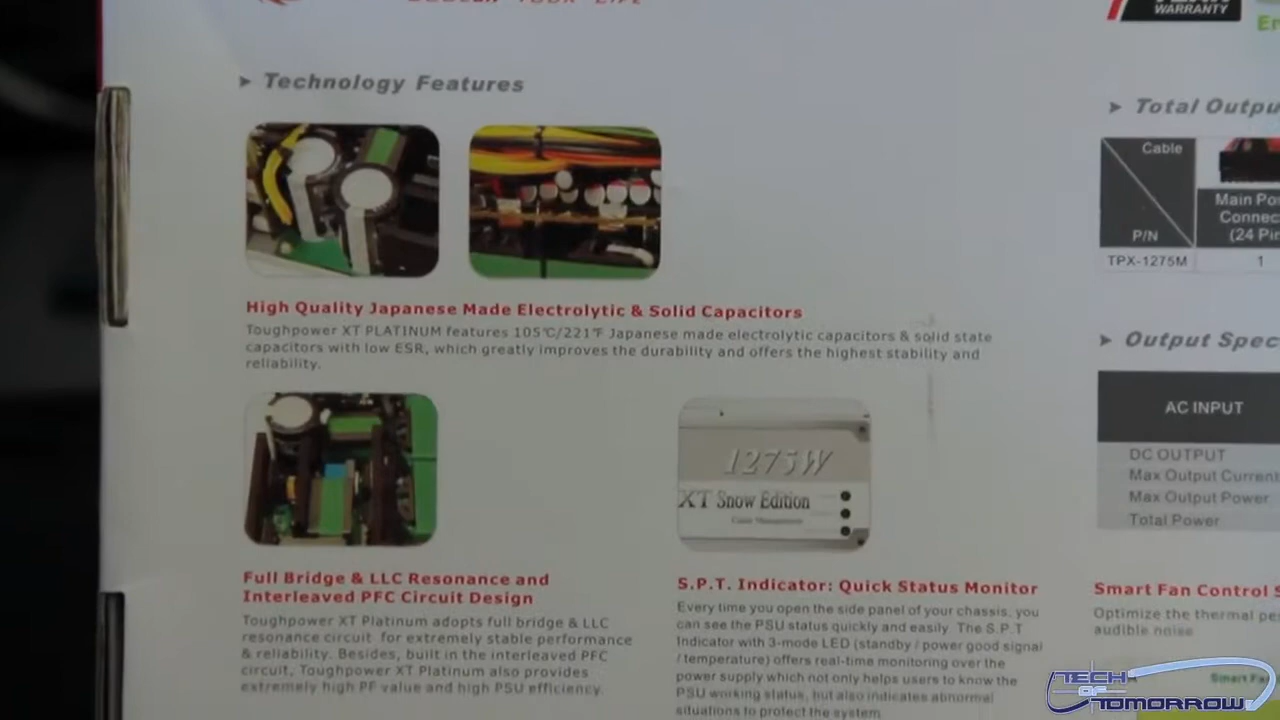 WARRANTY
Technology Features
High Quality Japanese Made Electrolytic & Solid Capacitors
Toughpower XT PLATINUM features 105℃/221℉ Japanese made electrolytic capacitors & solid state
capacitors with low ESR, which greatly improves the durability and offers the highest stability and
reliability.
Full Bridge & LLC Resonance and
Interleaved PFC Circuit Design
Toughpower XT Platinum adopts full bridge & LLC
resonance circuit for extremely stable performance
& reliability. Besides, built in the interleaved PFC
circuit, Toughpower XT Platinum also provides
extremely high PF value and high PSU efficiency.
1275W
XT Snow Edition
Cable Management
S.P.T. Indicator: Quick Status Monitor
Every time you open the side panel of your chassis, you
can see the PSU status quickly and easily. The S.P.T
Indicator with 3-mode LED (standby / power good signal
/ temperature) offers real-time monitoring over the
power supply which not only helps users to know the
PSU working status, but also indicates abnormal
situations to protect the system.
Total Outpu
Cable
P/N
Main Po
Connec
(24 Pin
TPX-1275M
1
Output Spec
AC INPUT
DC OUTPUT
Max Output Current
Max Output Power
Total Power
Smart Fan Control S
Optimize the thermal pe
audible noise
Smart Fa
TECH
OF
TOMORROW